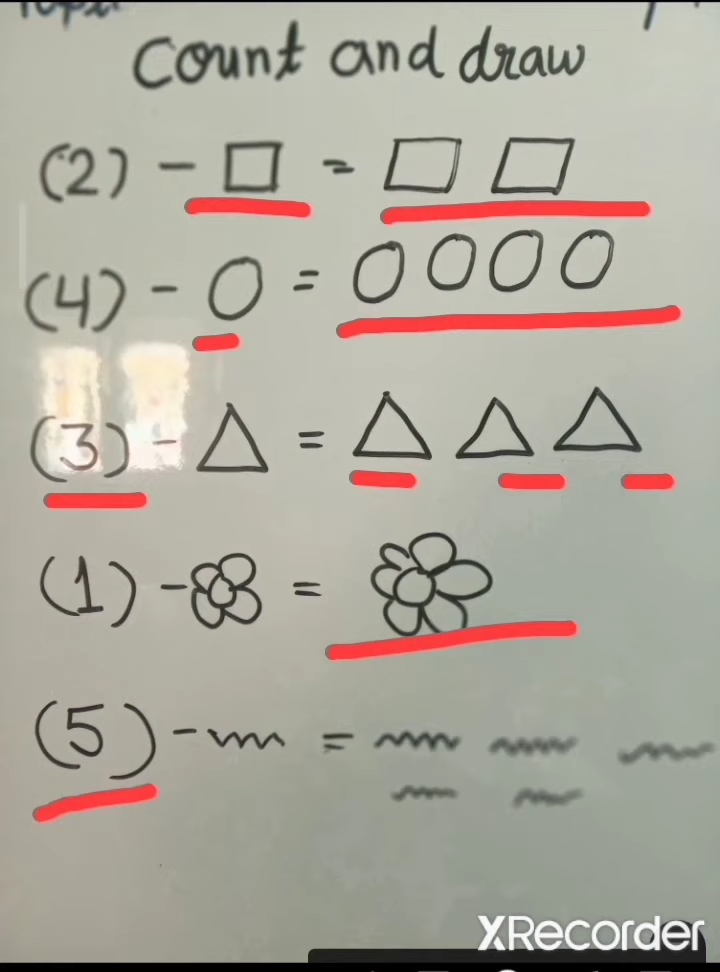 Count and draw
(2) - □ = □ □
(4) - O = O O O O
(3) - △ = △ △ △
(1) - =
(5) - =
XRecorder